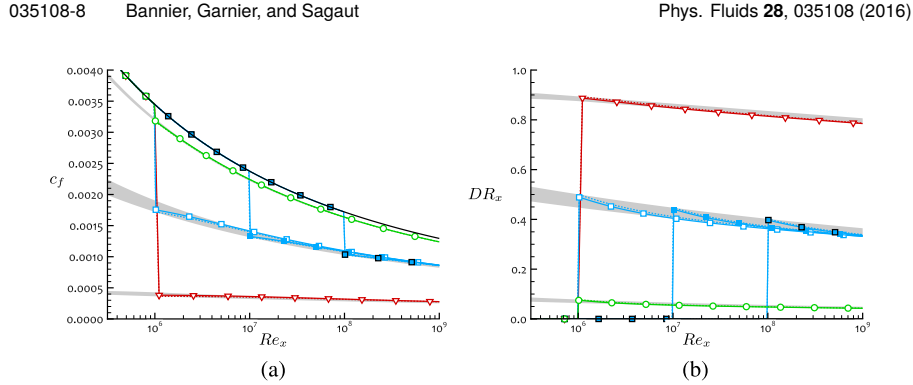 035108-8 Bannier, Garnier, and Sagaut Phys. Fluids 28, 035108 (2016)
0.0040
0.0035
0.0030
0.0025
c_f
0.0020
0.0015
0.0010
0.0005
0.0000
10^6 10^7 10^8 10^9
Re_x
(a)
1.0
0.8
0.6
DR_x
0.4
0.2
0.0
10^6 10^7 10^8 10^9
Re_x
(b)